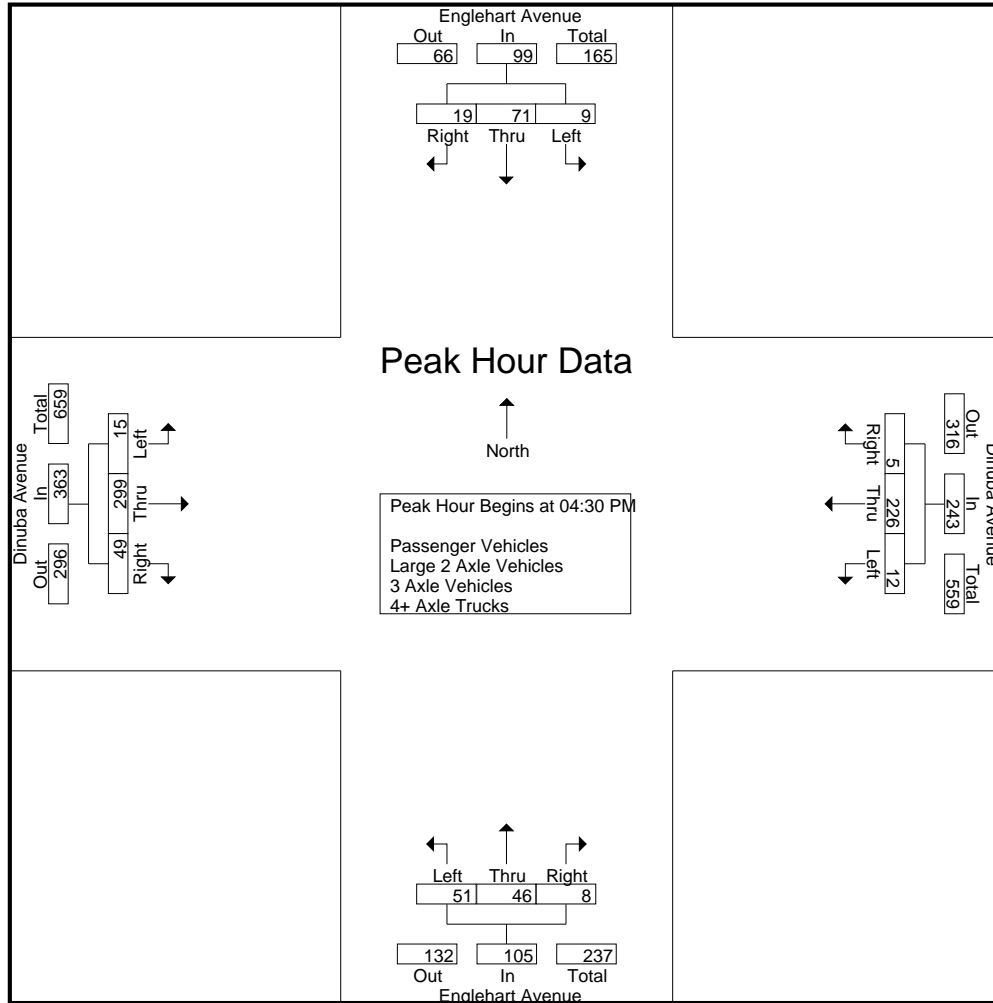 Englehart Avenue
Out In Total
66 99 165
19 71 9
Right Thru Left
Peak Hour Data
North
Peak Hour Begins at 04:30 PM
Passenger Vehicles
Large 2 Axle Vehicles
3 Axle Vehicles
4+ Axle Trucks
Dinuba Avenue
Out In Total
296 363 659
49 299 15
Right Thru Left
Dinuba Avenue
Out In Total
316 243 559
5 226 12
Right Thru Left
Left Thru Right
51 46 8
132 105 237
Out In Total
Englehart Avenue